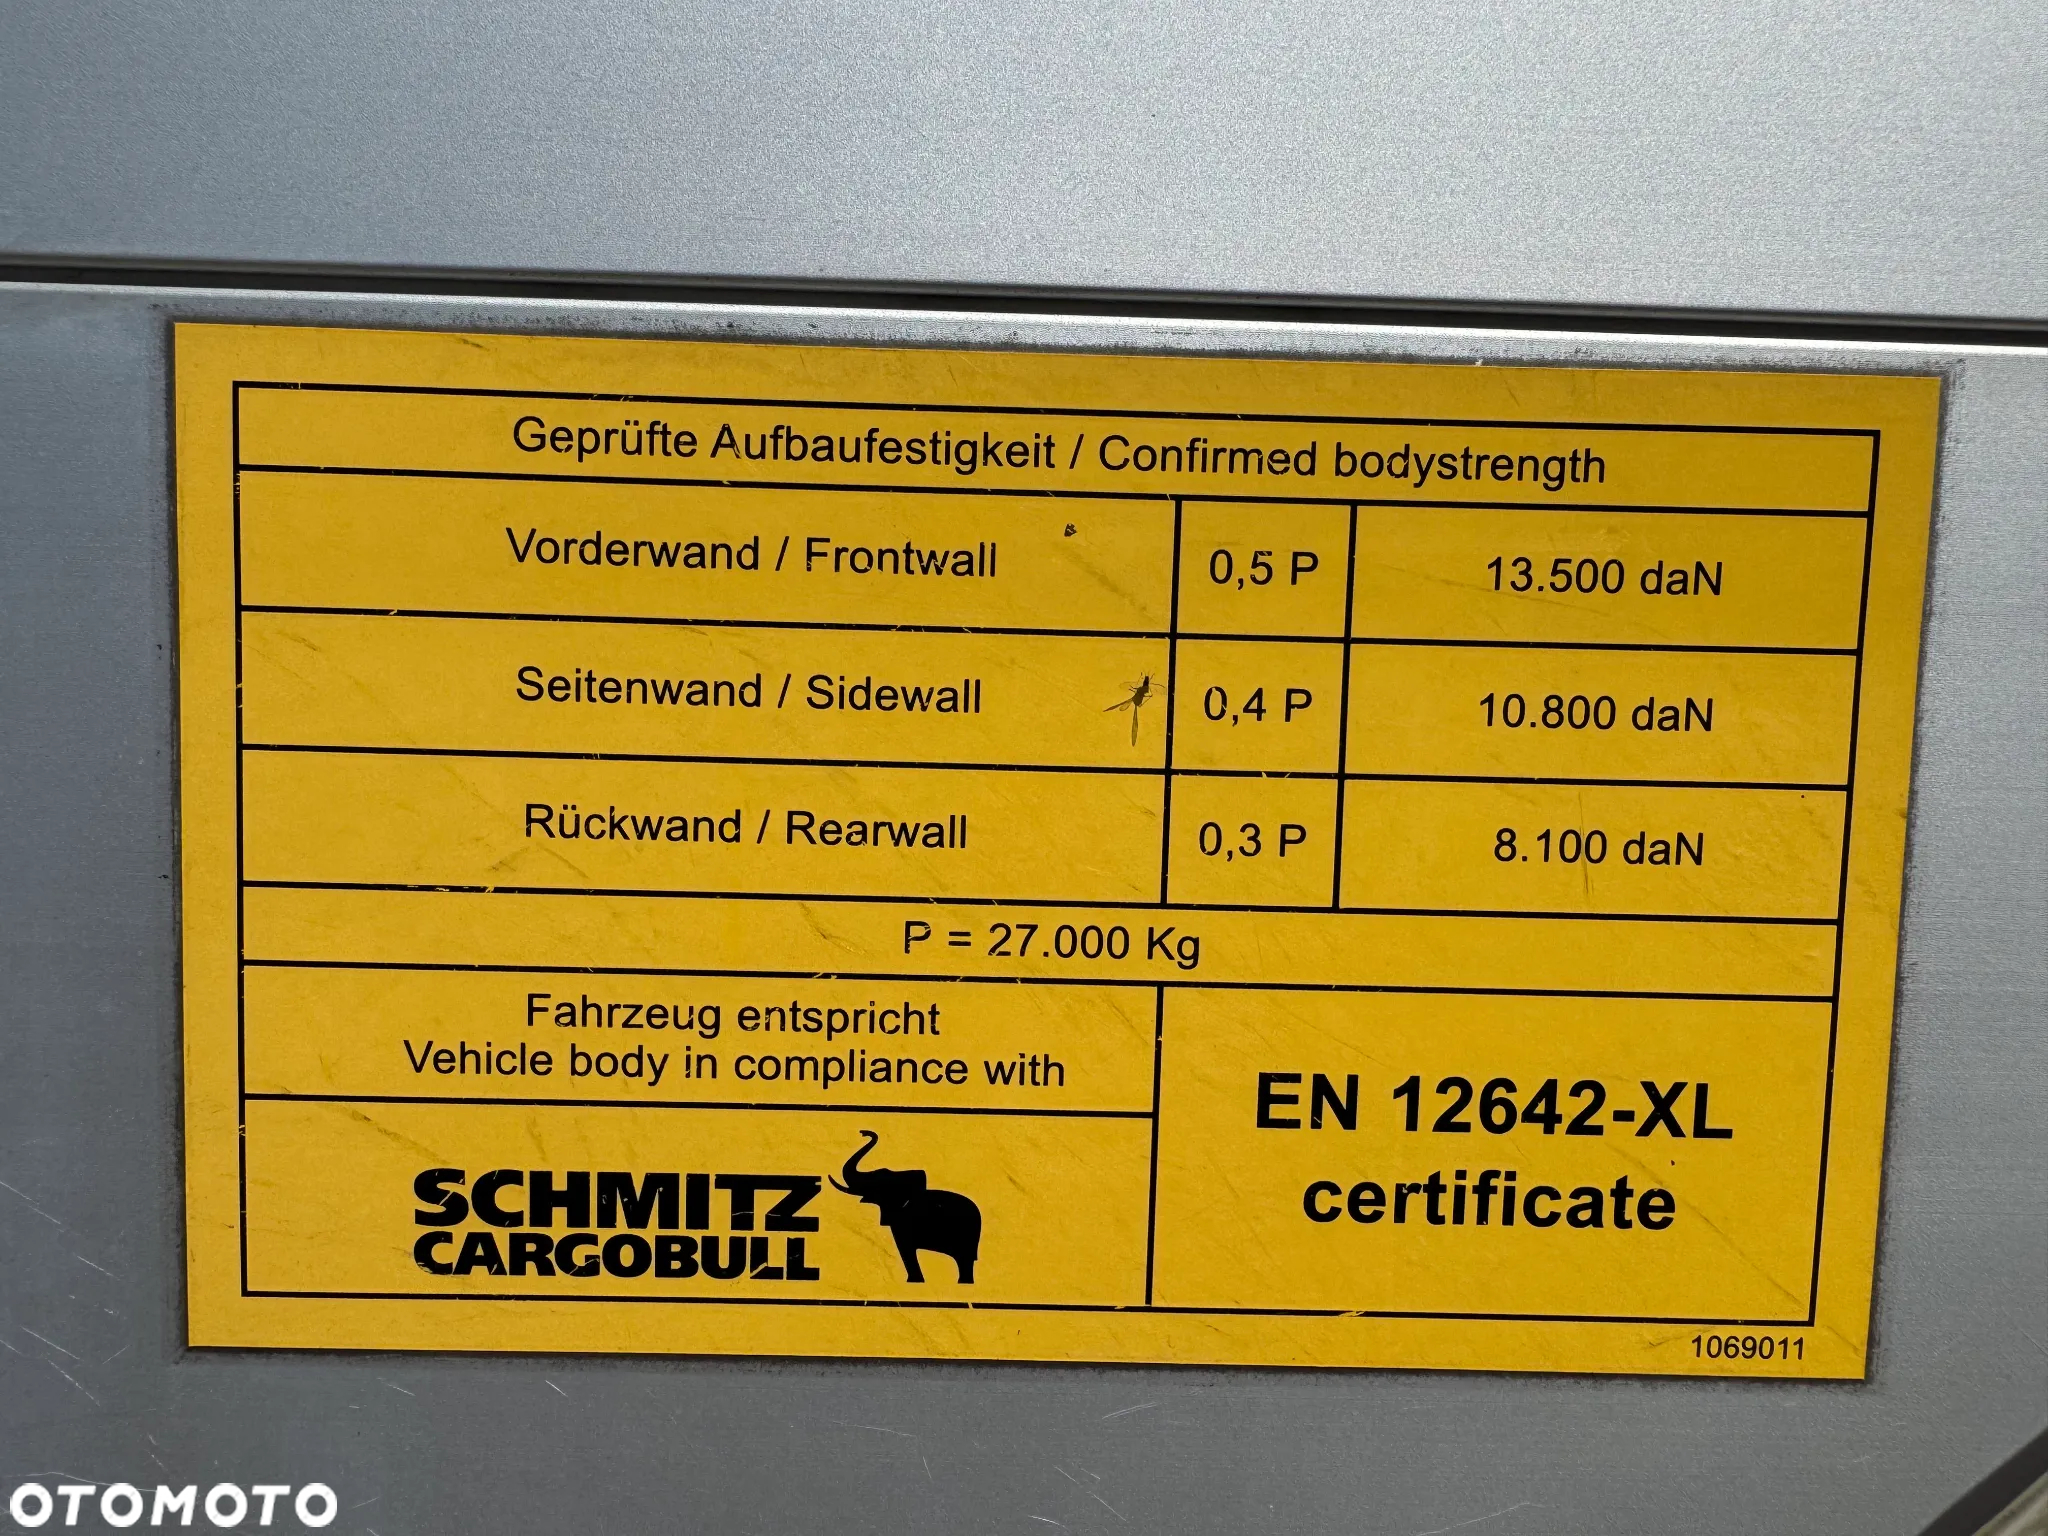 Geprüfte Aufbaufestigkeit / Confirmed bodystrength
Vorderwand / Frontwall 0,5 P 13.500 daN
Seitenwand / Sidewall 0,4 P 10.800 daN
Rückwand / Rearwall 0,3 P 8.100 daN
P = 27.000 Kg
Fahrzeug entspricht
Vehicle body in compliance with
EN 12642-XL
certificate
SCHMITZ
CARGOBULL
1069011
OTOMOTO